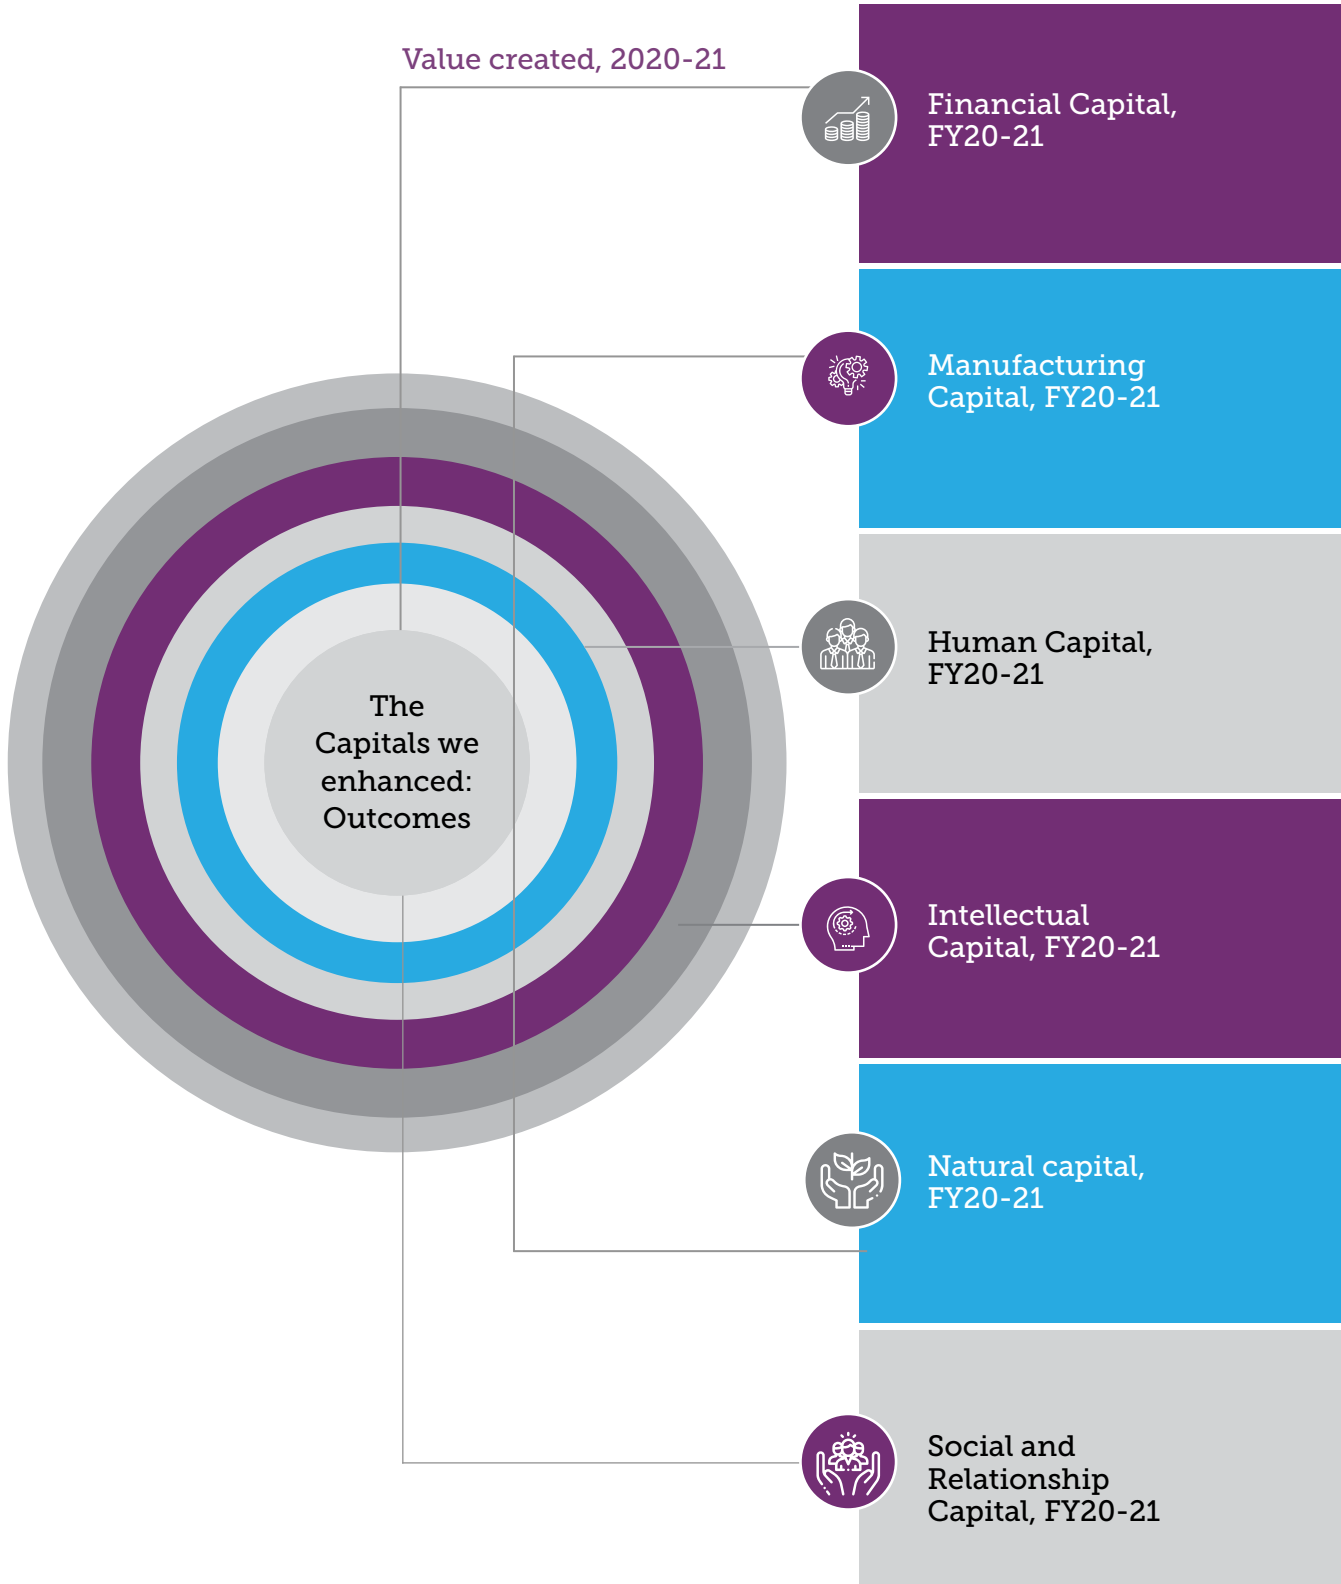 Value created, 2020-21
Financial Capital,
FY20-21
Manufacturing
Capital, FY20-21
Human Capital,
FY20-21
The
Capitals we
enhanced:
Outcomes
Intellectual
Capital, FY20-21
Natural capital,
FY20-21
Social and
Relationship
Capital, FY20-21